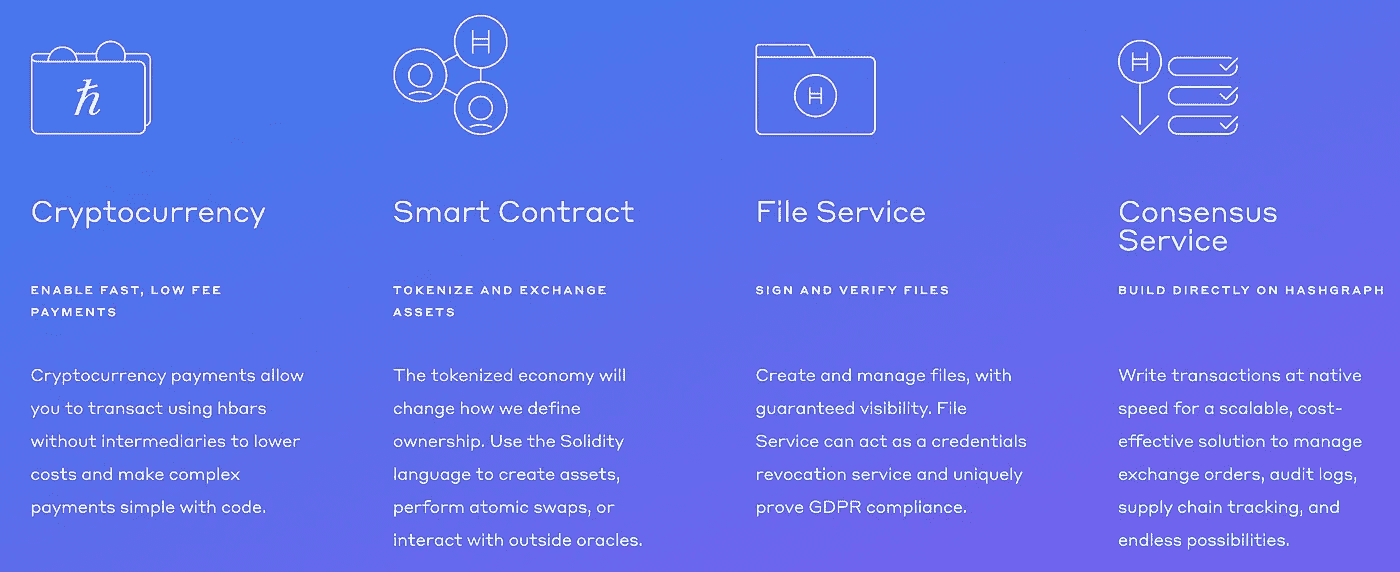 ħ
H
H
H
Cryptocurrency
ENABLE FAST, LOW FEE
PAYMENTS
Cryptocurrency payments allow
you to transact using hbars
without intermediaries to lower
costs and make complex
payments simple with code.
Smart Contract
TOKENIZE AND EXCHANGE
ASSETS
The tokenized economy will
change how we define
ownership. Use the Solidity
language to create assets,
perform atomic swaps, or
interact with outside oracles.
File Service
SIGN AND VERIFY FILES
Create and manage files, with
guaranteed visibility. File
Service can act as a credentials
revocation service and uniquely
prove GDPR compliance.
Consensus
Service
BUILD DIRECTLY ON HASHGRAPH
Write transactions at native
speed for a scalable, cost-
effective solution to manage
exchange orders, audit logs,
supply chain tracking, and
endless possibilities.